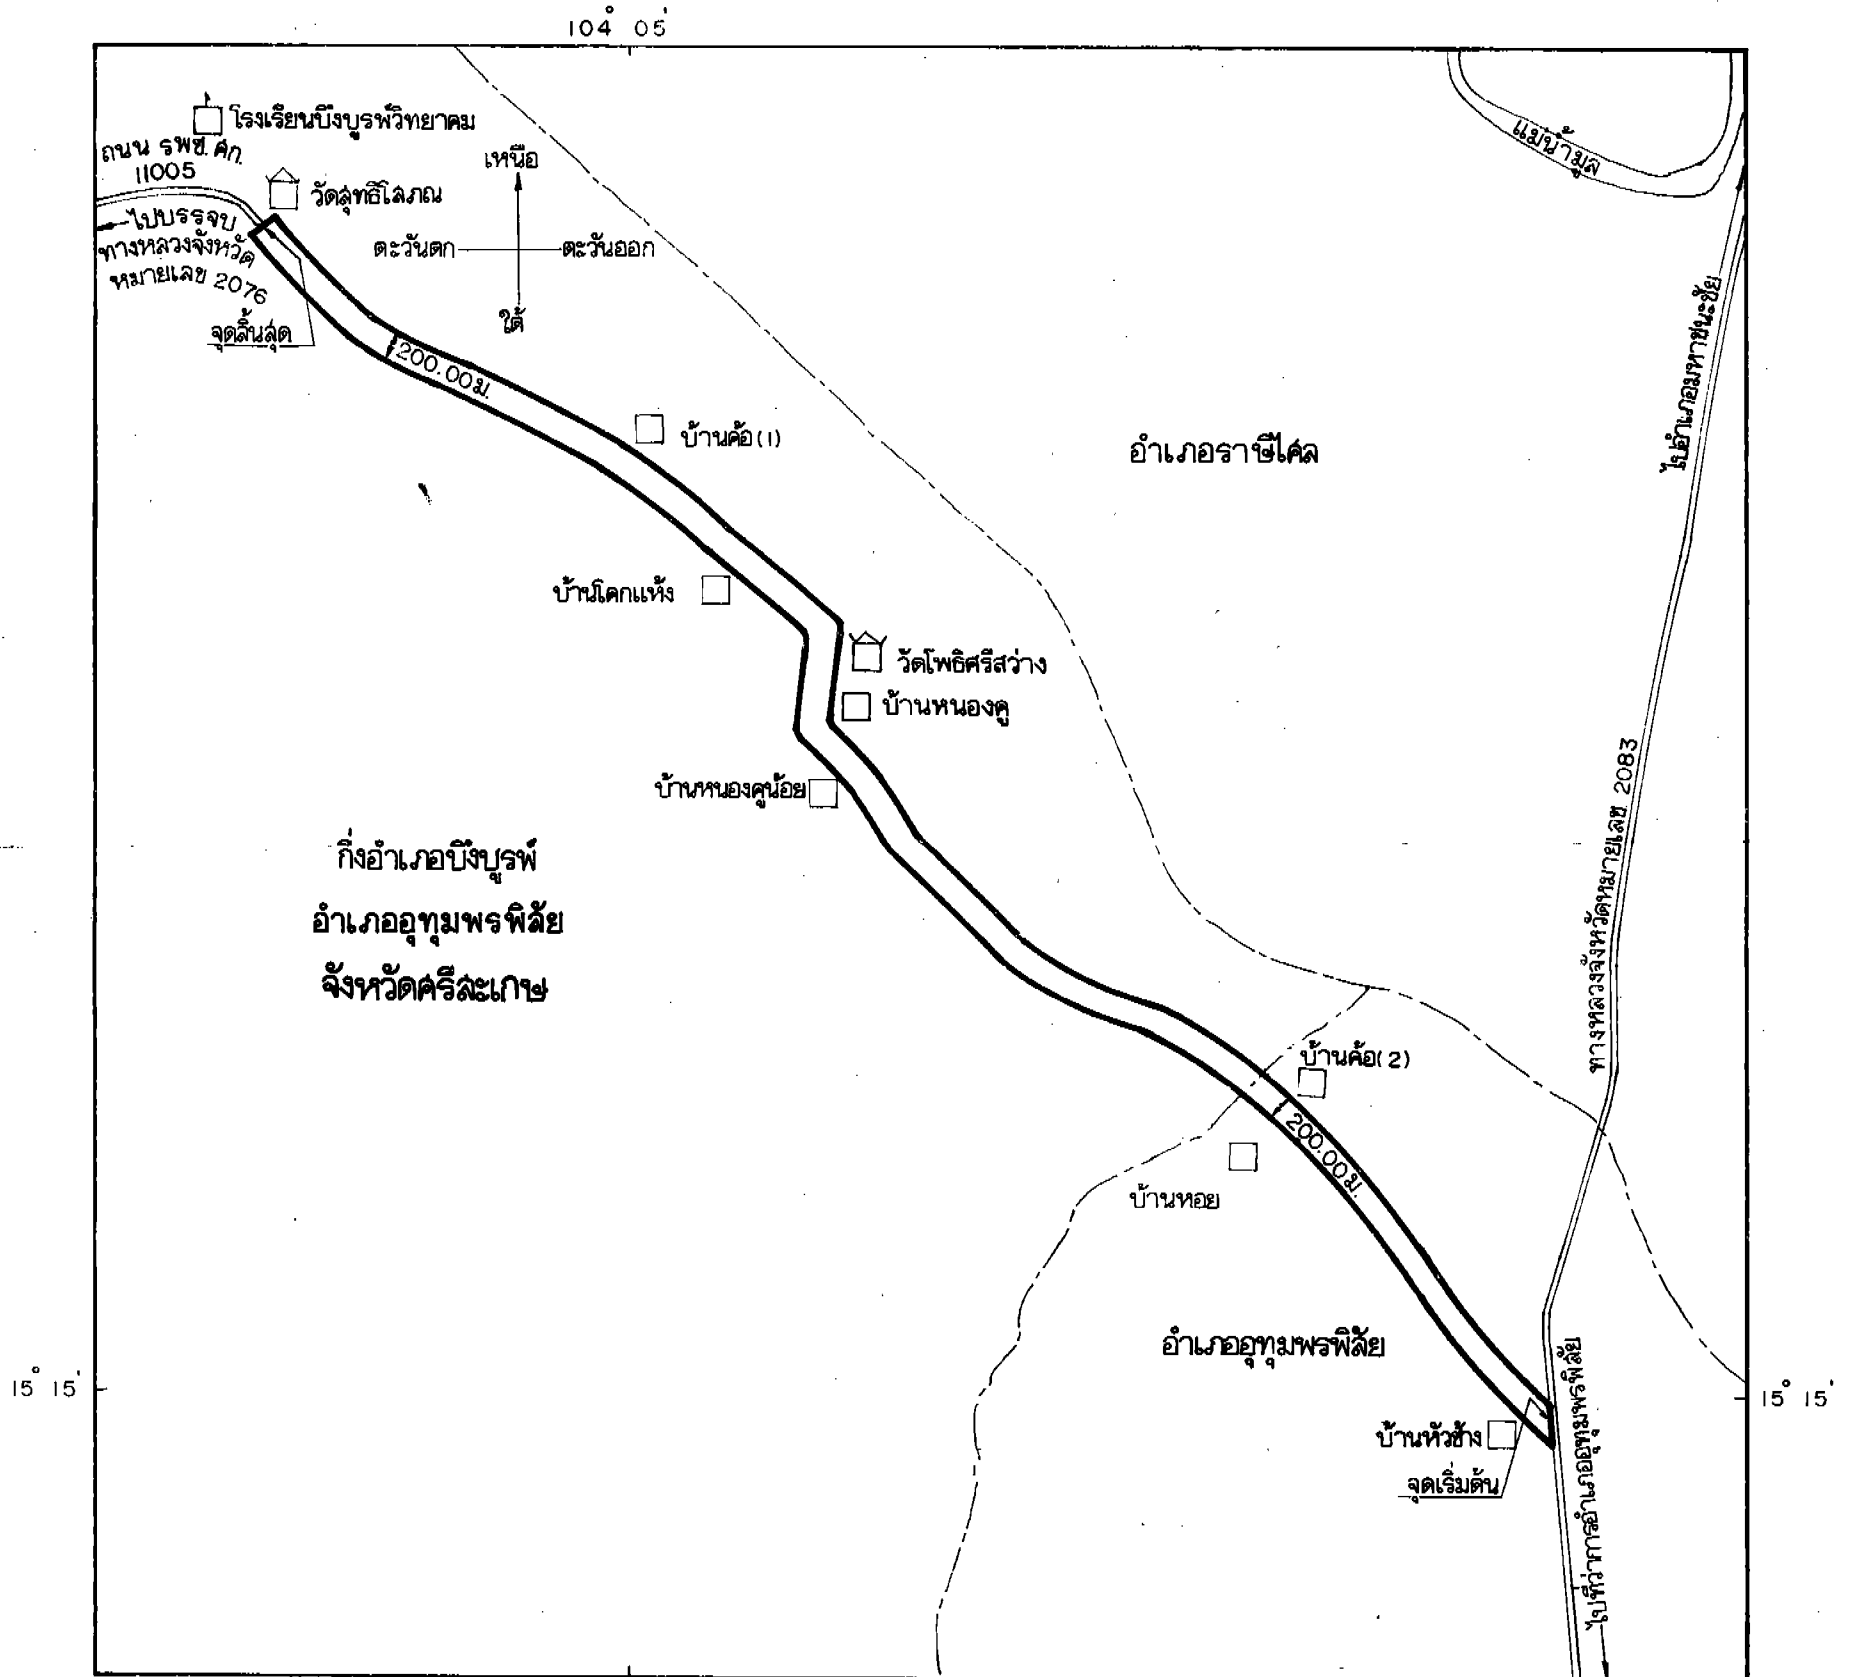 104° 05'
โรงเรียนบึงบูรพ์วิทยาคม
ถนน รพช. ศก.
11005
เหนือ
วัดสุทธิโสภณ
ไปบรรจบ
ทางหลวงจังหวัด
หมายเลข 2076
ตะวันตก
ตะวันออก
ใต้
จุดสิ้นสุด
200.00ม.
แม่น้ำมูล
ไปอำเภอมหาชนะชัย
บ้านค้อ(1)
อำเภอราษีไศล
บ้านโคกแห้ง
วัดโพธิศรีสว่าง
บ้านหนองคู
บ้านหนองคูน้อย
ทางหลวงจังหวัดหมายเลข 2083
กิ่งอำเภอบึงบูรพ์
อำเภออุทุมพรพิสัย
จังหวัดศรีสะเกษ
บ้านค้อ(2)
200.00ม.
บ้านหอย
อำเภออุทุมพรพิสัย
15° 15'
15° 15'
บ้านหัวช้าง
จุดเริ่มต้น
ไปที่ว่าการอำเภออุทุมพรพิสัย